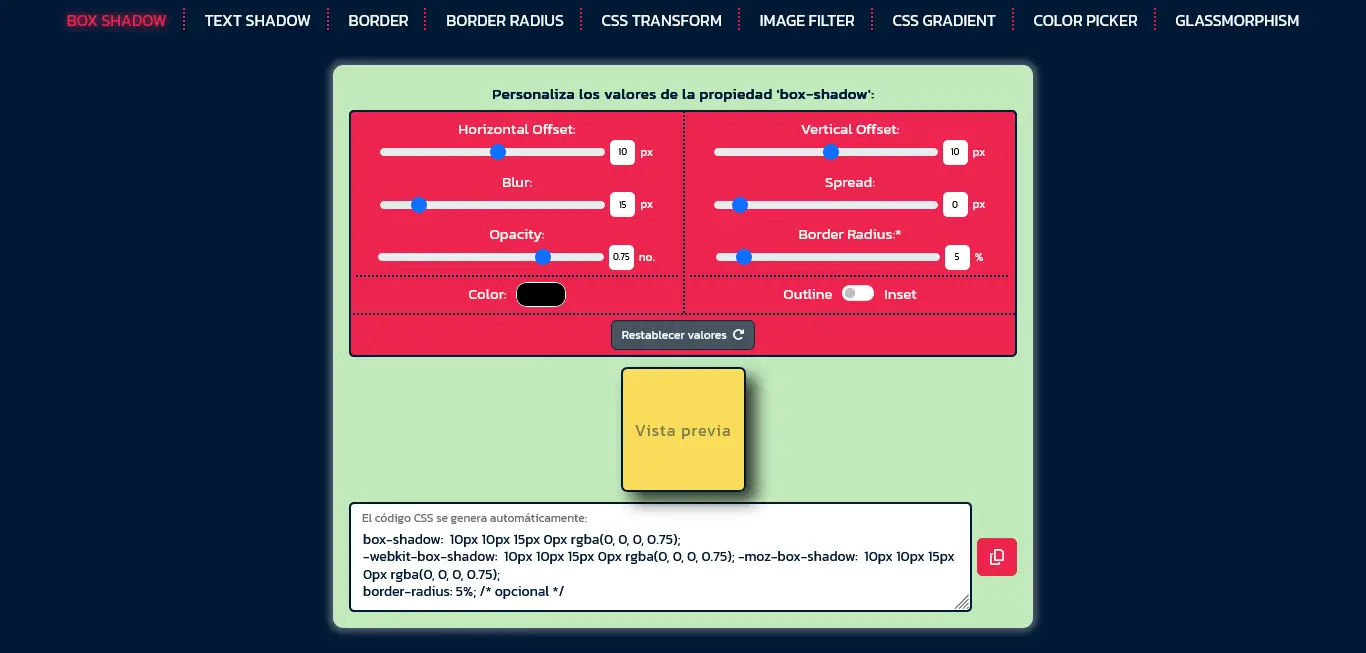 BOX SHADOW TEXT SHADOW BORDER BORDER RADIUS CSS TRANSFORM IMAGE FILTER CSS GRADIENT COLOR PICKER GLASSMORPHISM
Personaliza los valores de la propiedad 'box-shadow':
Horizontal Offset: Vertical Offset:
10 px 10 px
Blur: Spread:
15 px 0 px
Opacity: Border Radius:*
0.75 no. 5 %
Color: Outline Inset
Restablecer valores
Vista previa
El código CSS se genera automáticamente:
box-shadow: 10px 10px 15px 0px rgba(0, 0, 0, 0.75);
-webkit-box-shadow: 10px 10px 15px 0px rgba(0, 0, 0, 0.75); -moz-box-shadow: 10px 10px 15px
0px rgba(0, 0, 0, 0.75);
border-radius: 5%; /* opcional */